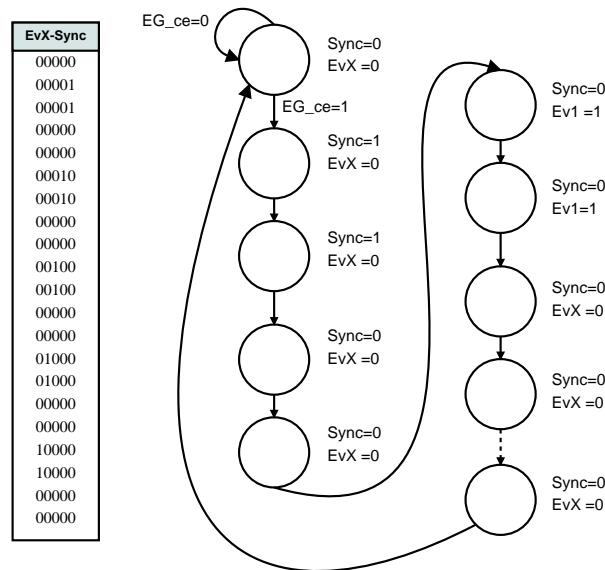 EvX-Sync
00000
00001
00001
00000
00000
00010
00010
00000
00000
00100
00100
00000
00000
01000
01000
00000
00000
10000
10000
00000
00000
EG_ce=0
Sync=0
EvX =0
EG_ce=1
Sync=1
EvX =0
Sync=1
EvX =0
Sync=0
EvX =0
Sync=0
EvX =0
Sync=0
Ev1 =1
Sync=0
Ev1=1
Sync=0
EvX =0
Sync=0
EvX =0
Sync=0
EvX =0